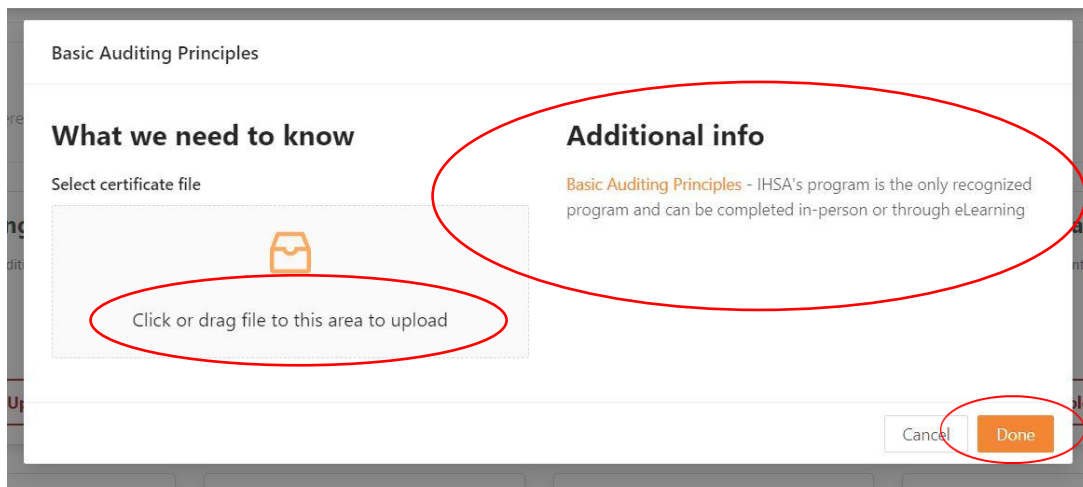 Basic Auditing Principles
What we need to know
Select certificate file
Click or drag file to this area to upload
Additional info
Basic Auditing Principles - IHSA's program is the only recognized
program and can be completed in-person or through eLearning
Cancel
Done